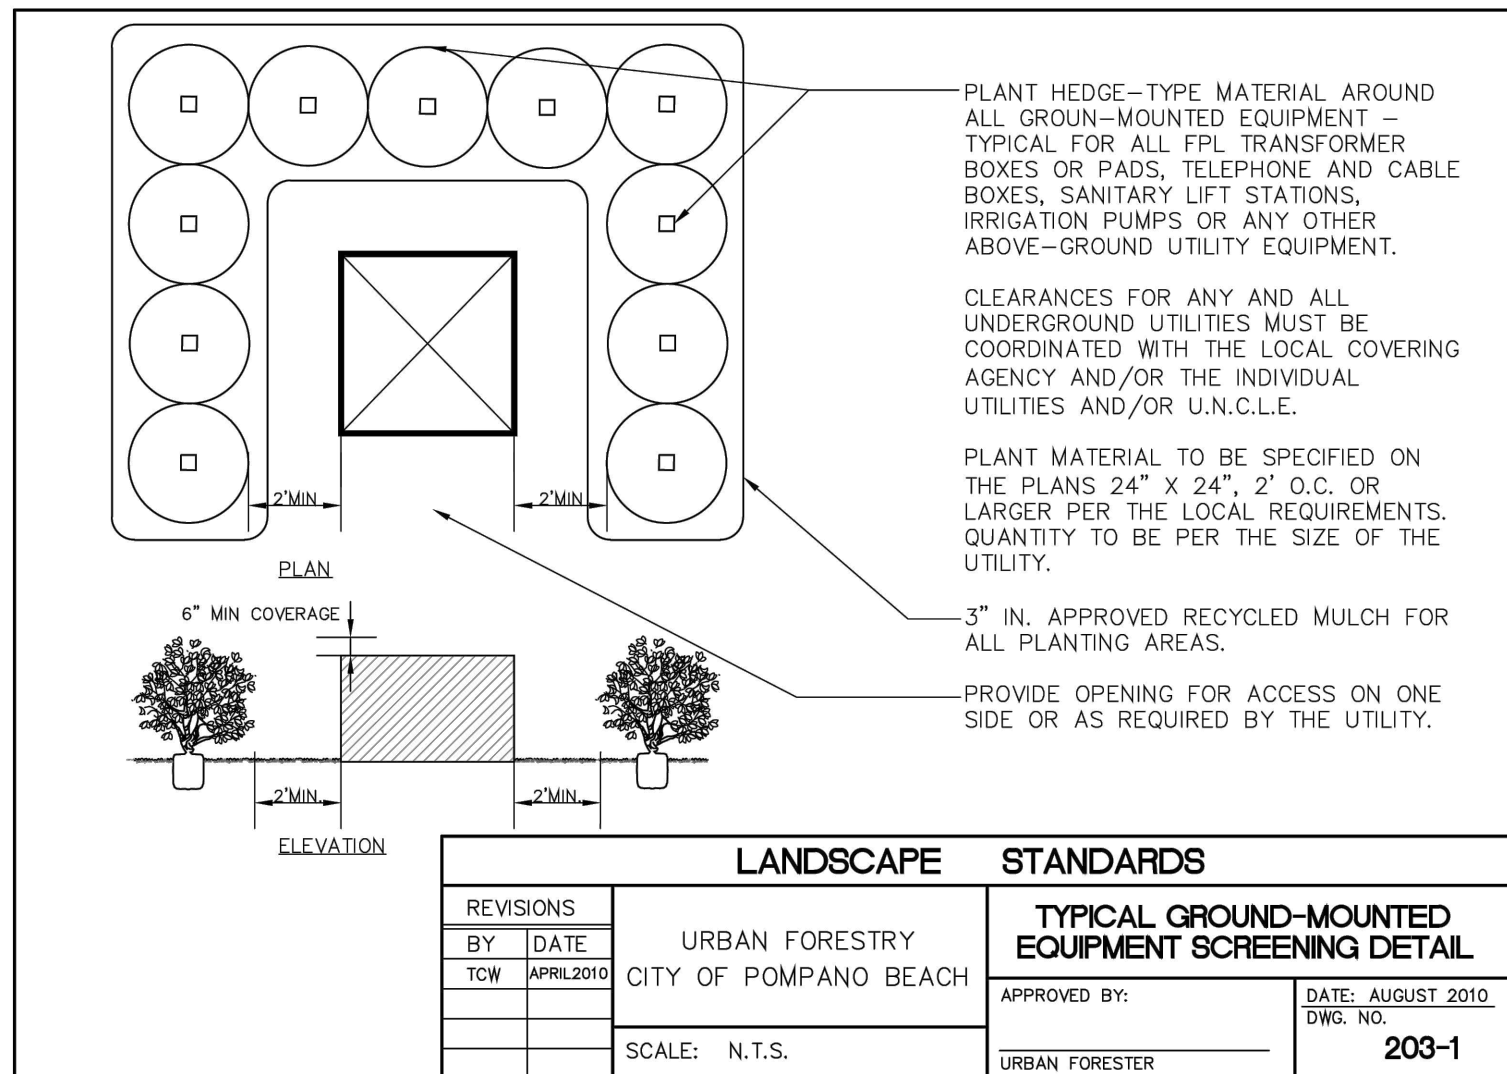 PLANT HEDGE-TYPE MATERIAL AROUND
ALL GROUN-MOUNTED EQUIPMENT -
TYPICAL FOR ALL FPL TRANSFORMER
BOXES OR PADS, TELEPHONE AND CABLE
BOXES, SANITARY LIFT STATIONS,
IRRIGATION PUMPS OR ANY OTHER
ABOVE-GROUND UTILITY EQUIPMENT.
CLEARANCES FOR ANY AND ALL
UNDERGROUND UTILITIES MUST BE
COORDINATED WITH THE LOCAL COVERING
AGENCY AND/OR THE INDIVIDUAL
UTILITIES AND/OR U.N.C.L.E.
PLANT MATERIAL TO BE SPECIFIED ON
THE PLANS 24" X 24", 2' O.C. OR
LARGER PER THE LOCAL REQUIREMENTS.
QUANTITY TO BE PER THE SIZE OF THE
UTILITY.
3" IN. APPROVED RECYCLED MULCH FOR
ALL PLANTING AREAS.
PROVIDE OPENING FOR ACCESS ON ONE
SIDE OR AS REQUIRED BY THE UTILITY.
2'MIN.
2'MIN.
PLAN
6" MIN COVERAGE
2'MIN.
2'MIN.
ELEVATION
LANDSCAPE STANDARDS
REVISIONS
BY DATE
TCW APRIL2010
URBAN FORESTRY
CITY OF POMPANO BEACH
SCALE: N.T.S.
TYPICAL GROUND-MOUNTED
EQUIPMENT SCREENING DETAIL
APPROVED BY:
URBAN FORESTER
DATE: AUGUST 2010
DWG. NO.
203-1